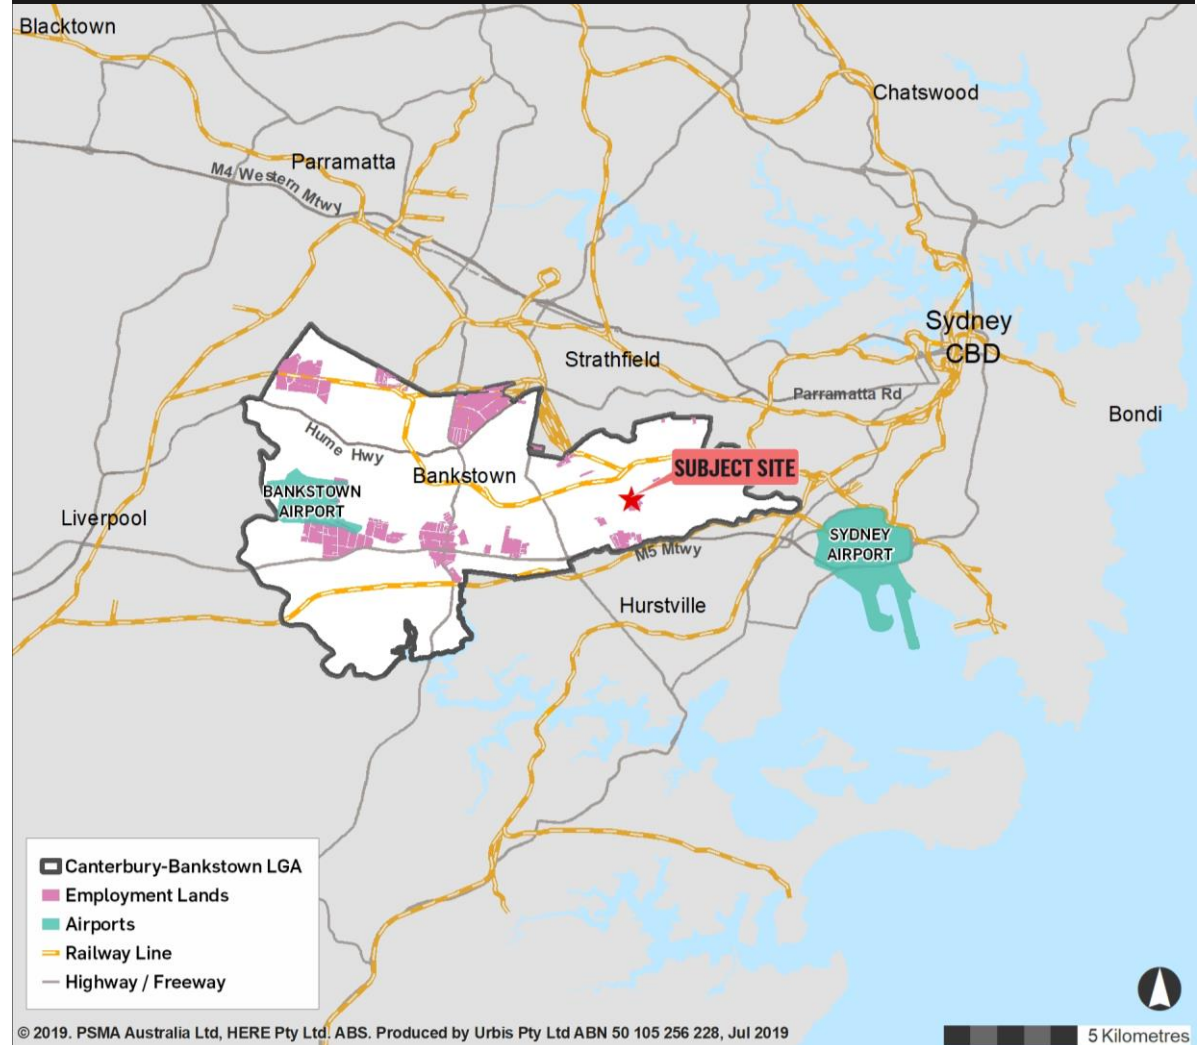 Blacktown
Chatswood
Parramatta
M4 Western Mtwy
Sydney
CBD
Strathfield
Parramatta Rd
Bondi
Hume Hwy
SUBJECT SITE
Bankstown
BANKSTOWN
AIRPORT
Liverpool
SYDNEY
AIRPORT
M5 Mtwy
Hurstville
Canterbury-Bankstown LGA
Employment Lands
Airports
Railway Line
Highway / Freeway
© 2019. PSMA Australia Ltd, HERE Pty Ltd. ABS. Produced by Urbis Pty Ltd ABN 50 105 256 228, Jul 2019
5 Kilometres